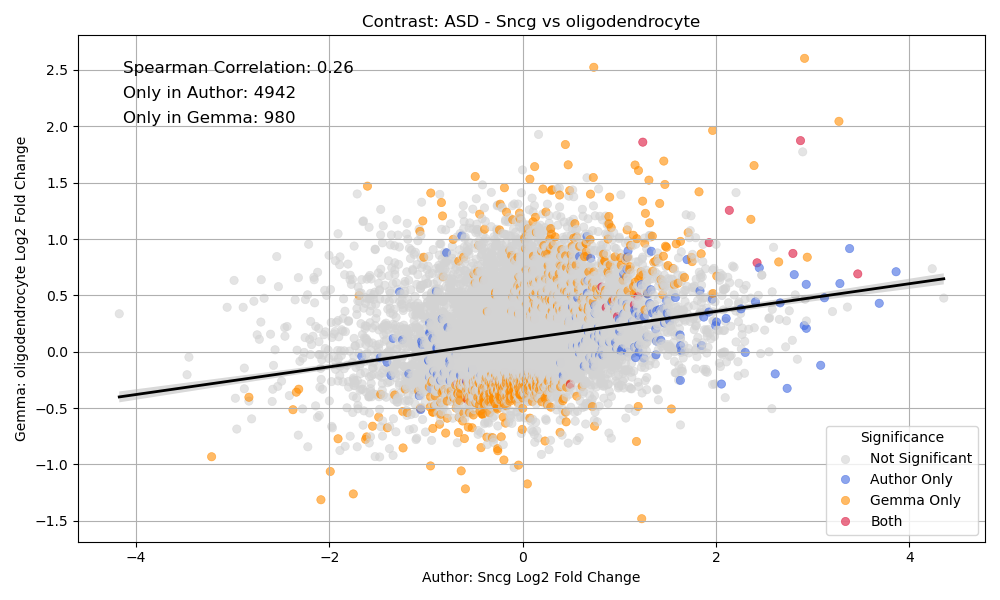 Contrast: ASD - Sncg vs oligodendrocyte
Spearman Correlation: 0.26
Only in Author: 4942
Only in Gemma: 980
Gemma: oligodendrocyte Log2 Fold Change
2.5
2.0
1.5
1.0
0.5
0.0
−0.5
−1.0
−1.5
Significance
Not Significant
Author Only
Gemma Only
Both
−4
−2
0
2
4
Author: Sncg Log2 Fold Change